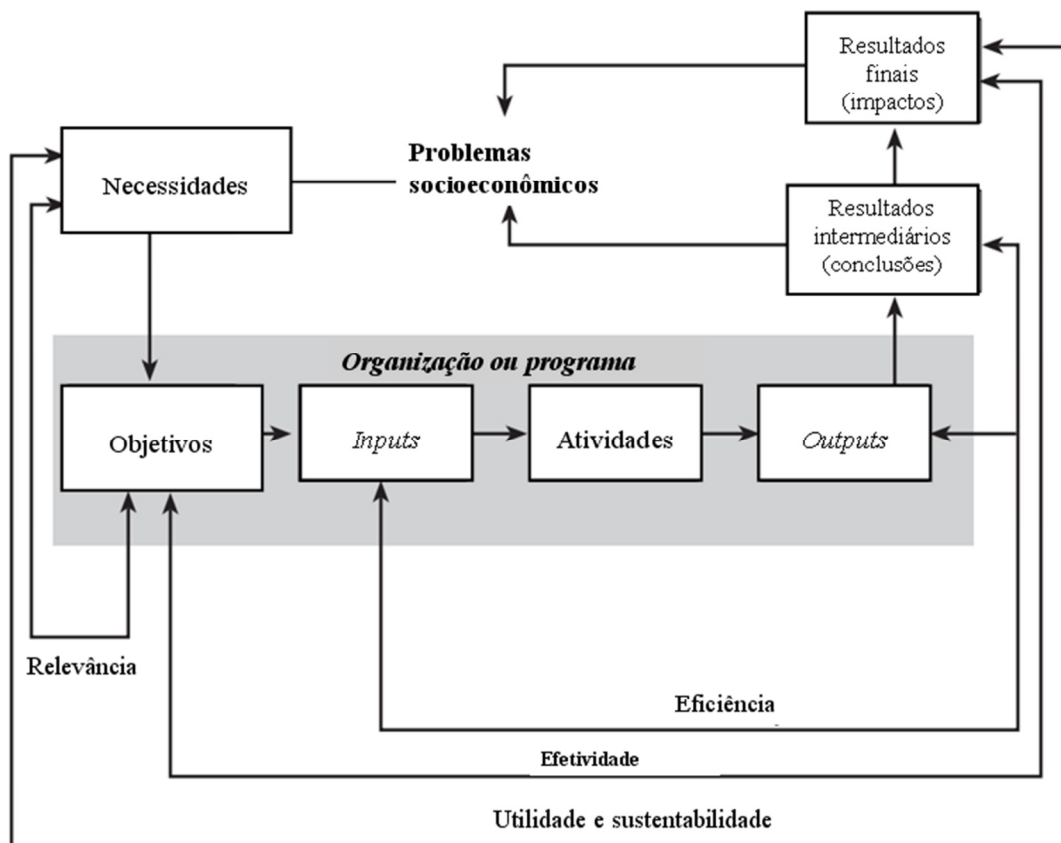 Resultados
finais
(impactos)
Problemas
socioeconômicos
Necessidades
Resultados
intermediários
(conclusões)
Organização ou programa
Objetivos
Inputs
Atividades
Outputs
Relevância
Eficiência
Efetividade
Utilidade e sustentabilidade